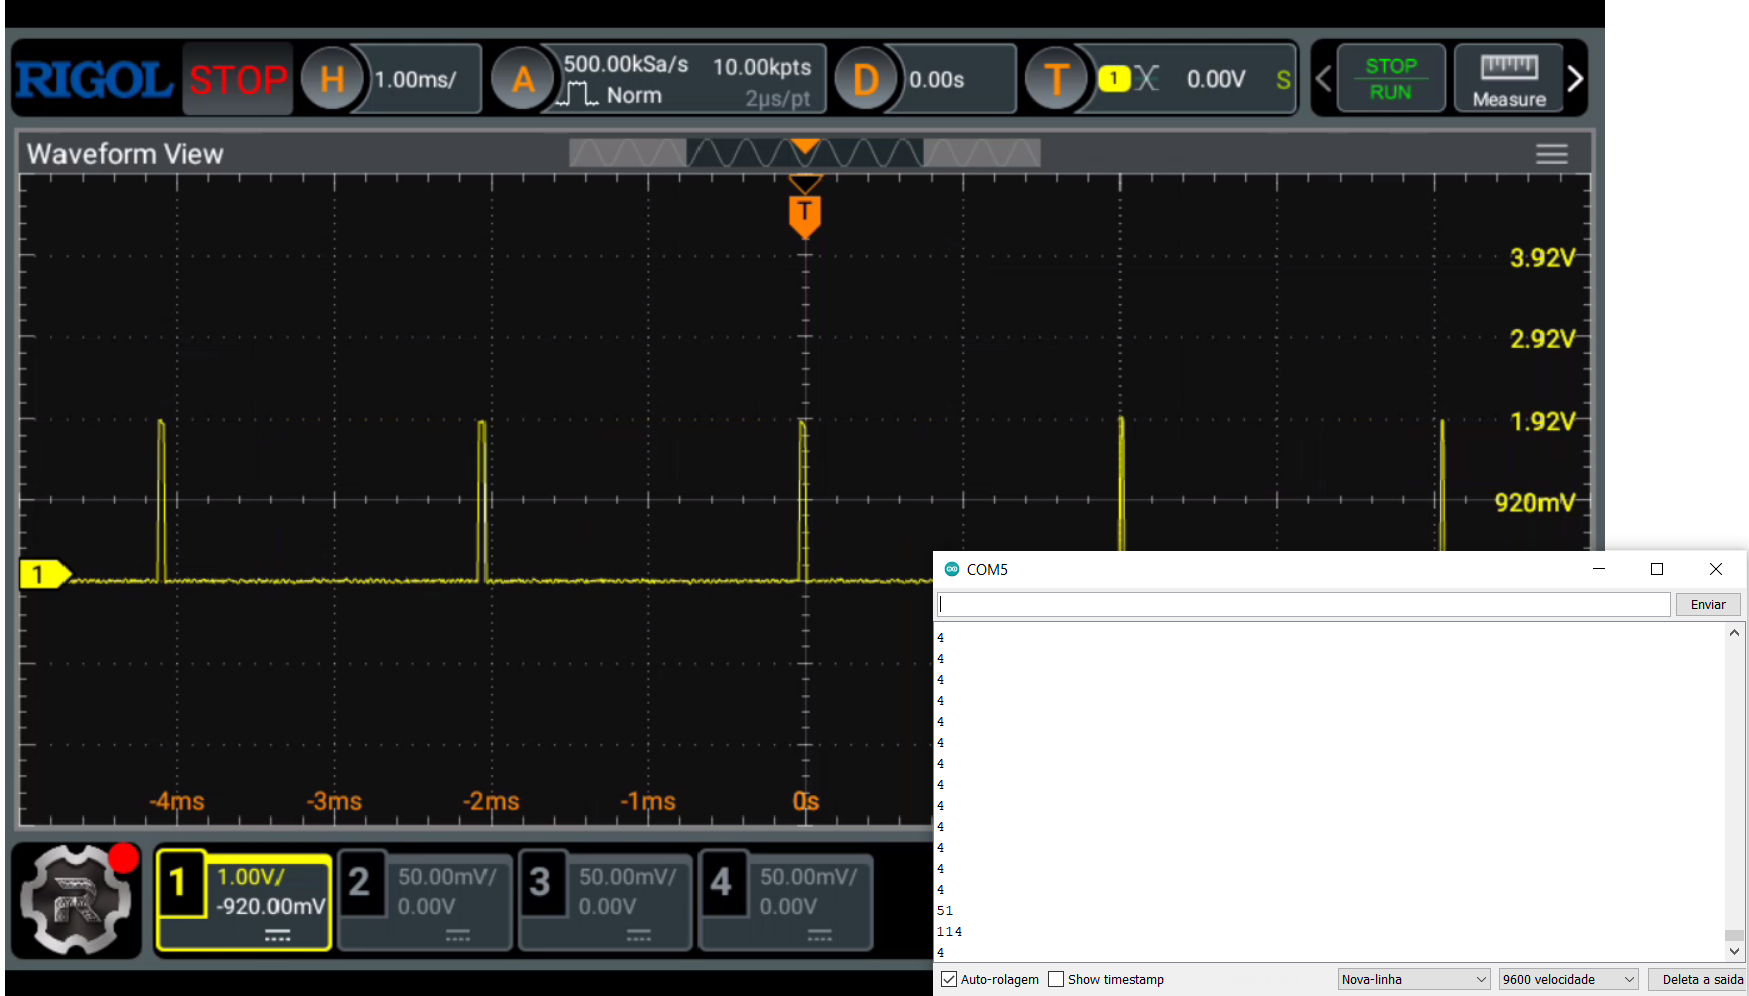 RIGOL STOP H 1.00ms/ A 500.00kSa/s 10.00kpts D 0.00s T 1 0.00V S STOP Measure
Norm 2µs/pt RUN
Waveform View
T
3.92V
2.92V
1.92V
920mV
1
-4ms -3ms -2ms -1ms 0s
1 1.00V/ 2 50.00mV/ 3 50.00mV/ 4 50.00mV/
-920.00mV 0.00V 0.00V 0.00V
R
COM5
Enviar
4
4
4
4
4
4
4
4
4
4
4
4
4
51
114
4
Auto-rolagem Show timestamp Nova-linha 9600 velocidade Deleta a saida